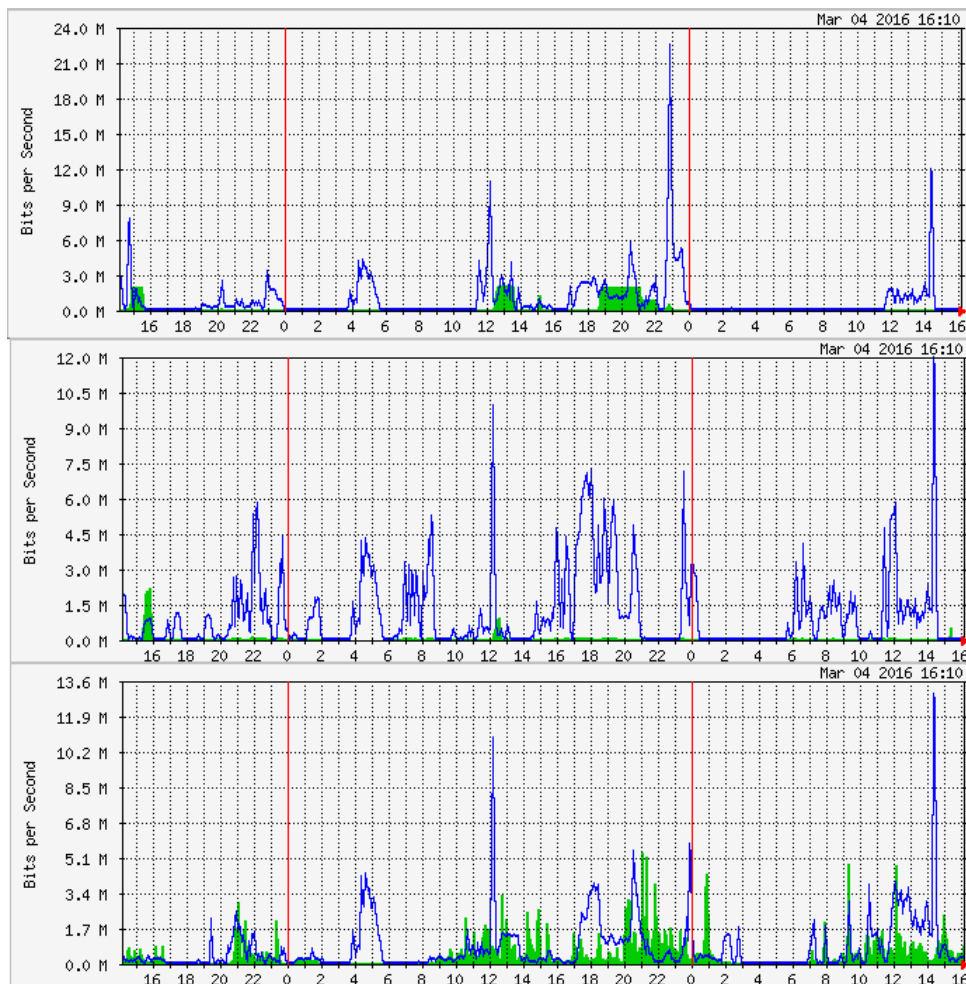 Mar 04 2016 16:10
24.0 M
21.0 M
18.0 M
15.0 M
12.0 M
9.0 M
6.0 M
3.0 M
0.0 M
Bits per Second
16 18 20 22 0 2 4 6 8 10 12 14 16 18 20 22 0 2 4 6 8 10 12 14 16
Mar 04 2016 16:10
12.0 M
10.5 M
9.0 M
7.5 M
6.0 M
4.5 M
3.0 M
1.5 M
0.0 M
Bits per Second
16 18 20 22 0 2 4 6 8 10 12 14 16 18 20 22 0 2 4 6 8 10 12 14 16
Mar 04 2016 16:10
13.6 M
11.9 M
10.2 M
8.5 M
6.8 M
5.1 M
3.4 M
1.7 M
0.0 M
Bits per Second
16 18 20 22 0 2 4 6 8 10 12 14 16 18 20 22 0 2 4 6 8 10 12 14 16